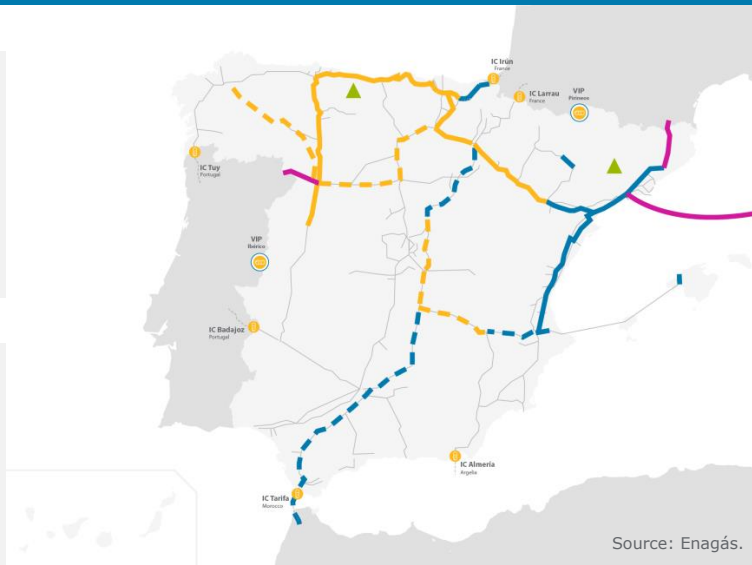 IC Irún
France
IC Larrau
France
VIP
Pirineos
IC Tuy
Portugal
VIP
Ibérico
IC Badajoz
Portugal
IC Almería
Argelia
IC Tarifa
Morocco
Source: Enagás.